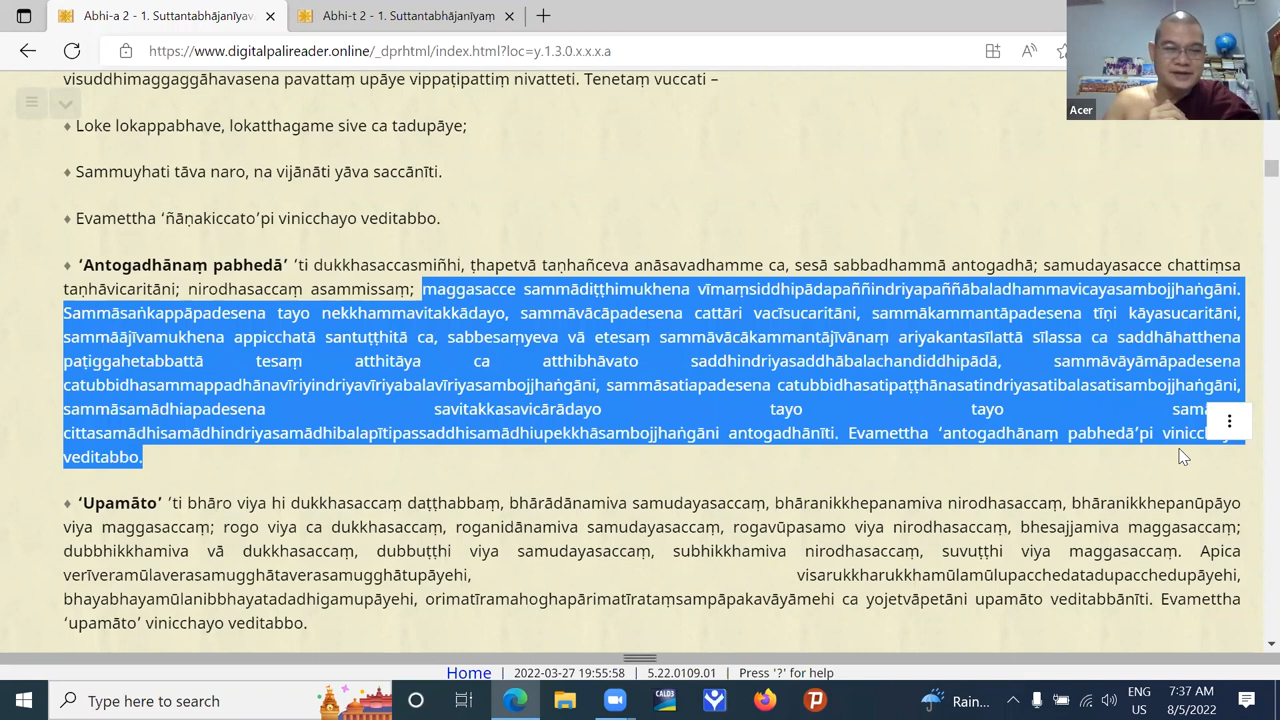 Abhi-a 2 - 1. Suttantabhājanīyav
Abhi-t 2 - 1. Suttantabhājanīyaṃ
https://www.digitalpalireader.online/_dprhtml/index.html?loc=y.1.3.0.x.x.x.a
Acer
visuddhimaggaggāhavasena pavattaṃ upāye vippaṭipattiṃ nivatteti. Tenetaṃ vuccati –
♦ Loke lokappabhave, lokatthagame sive ca tadupāye;
♦ Sammuyhati tāva naro, na vijānāti yāva saccānīti.
♦ Evamettha ‘ñāṇakiccato’pi vinicchayo veditabbo.
♦ ‘Antogadhānaṃ pabhedā’ ‘ti dukkhasaccasmiñhi, ṭhapetvā taṇhañceva anāsavadhamme ca, sesā sabbadhammā antogadhā; samudayasacce chattiṃsa
taṇhāvicaritāni; nirodhasaccaṃ asammissaṃ; maggasacce sammādiṭṭhimukhena vīmaṃsiddhipādapaññindriyapaññābaladhammavicayasambojjhaṅgāni.
Sammāsaṅkappāpadesena tayo nekkhammavitakkādayo, sammāvācāpadesena cattāri vacīsucaritāni, sammākammantāpadesena tīṇi kāyasucaritāni,
sammāājīvamukhena appicchatā santuṭṭhitā ca, sabbesaṃyeva vā etesaṃ sammāvācākammantājīvānaṃ ariyakantasīlattā sīlassa ca saddhāhatthena
paṭiggahetabbattā tesaṃ atthitāya ca atthibhāvato saddhindriyasaddhābalachandiddhipādā, sammāvāyāmāpadesena
catubbidhasammappadhānavīriyindriyavīriyabalavīriyasambojjhaṅgāni, sammāsatiapadesena catubbidhasatipaṭṭhānasatindriyasatibalasatisambojjhaṅgāni,
sammāsamādhiapadesena savitakkasavicārādayo tayo tayo
cittasamādhisamādhindriyasamādhibalapītipassaddhisamādhiupekkhāsambojjhaṅgāni antogadhānīti. Evamettha ‘antogadhānaṃ pabhedā’pi
veditabbo.
♦ ‘Upamāto’ ‘ti bhāro viya hi dukkhasaccaṃ daṭṭhabbaṃ, bhārādānamiva samudayasaccaṃ, bhāranikkhepanamiva nirodhasaccaṃ, bhāranikkhepanūpāyo
viya maggasaccaṃ; rogo viya ca dukkhasaccaṃ, roganidānamiva samudayasaccaṃ, rogavūpasamo viya nirodhasaccaṃ, bhesajjamiva maggasaccaṃ;
dubbhikkhamiva vā dukkhasaccaṃ, dubbuṭṭhi viya samudayasaccaṃ, subhikkhamiva nirodhasaccaṃ, suvuṭṭhi viya maggasaccaṃ. Apica
verīveramūlaverasamugghātaverasamugghātupāyehi, visarukkharukkhamūlamūlupacchedatadupacchedupāyehi,
bhayabhayamūlanibbhayatadadhigamupāyehi, orimatīramahoghapārimatīrataṃsampāpakavāyāmehi ca yojetvāpetāni upamāto veditabbānīti. Evamettha
‘upamāto’ vinicchayo veditabbo.
Home | 2022-03-27 19:55:58 | 5.22.0109.01 | Press '?' for help
Type here to search
CALD3
Rain...
ENG
US
7:37 AM
8/5/2022